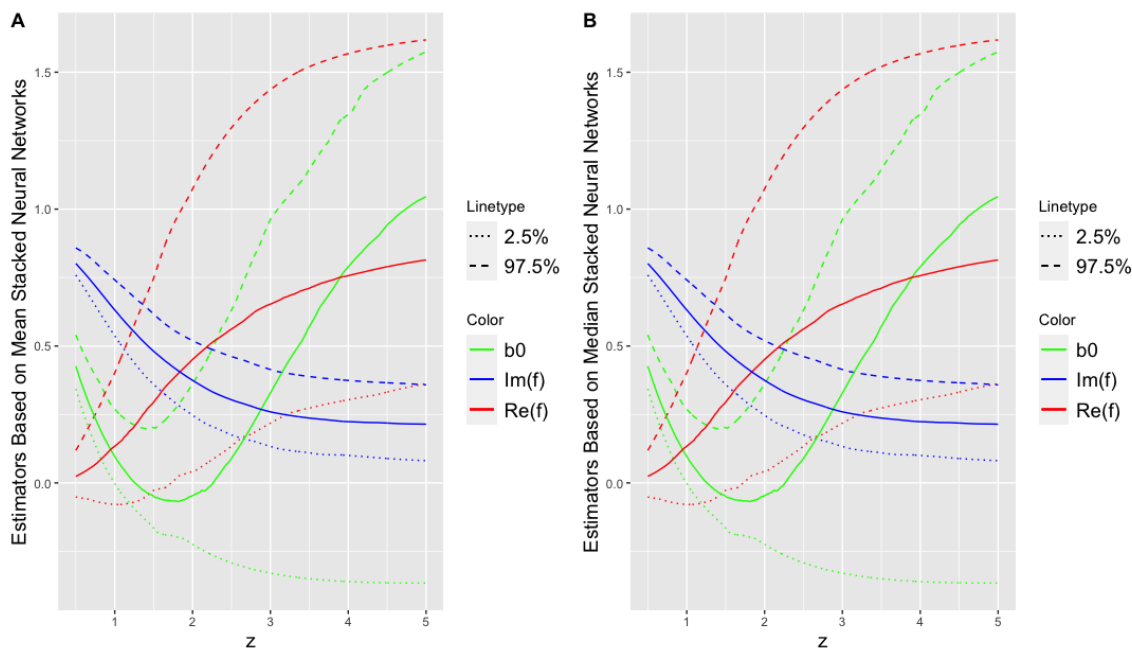 A
Estimators Based on Mean Stacked Neural Networks
1.5
1.0
0.5
0.0
1 2 3 4 5
z
Linetype
2.5%
97.5%
Color
b0
Im(f)
Re(f)
B
Estimators Based on Median Stacked Neural Networks
1.5
1.0
0.5
0.0
1 2 3 4 5
z
Linetype
2.5%
97.5%
Color
b0
Im(f)
Re(f)